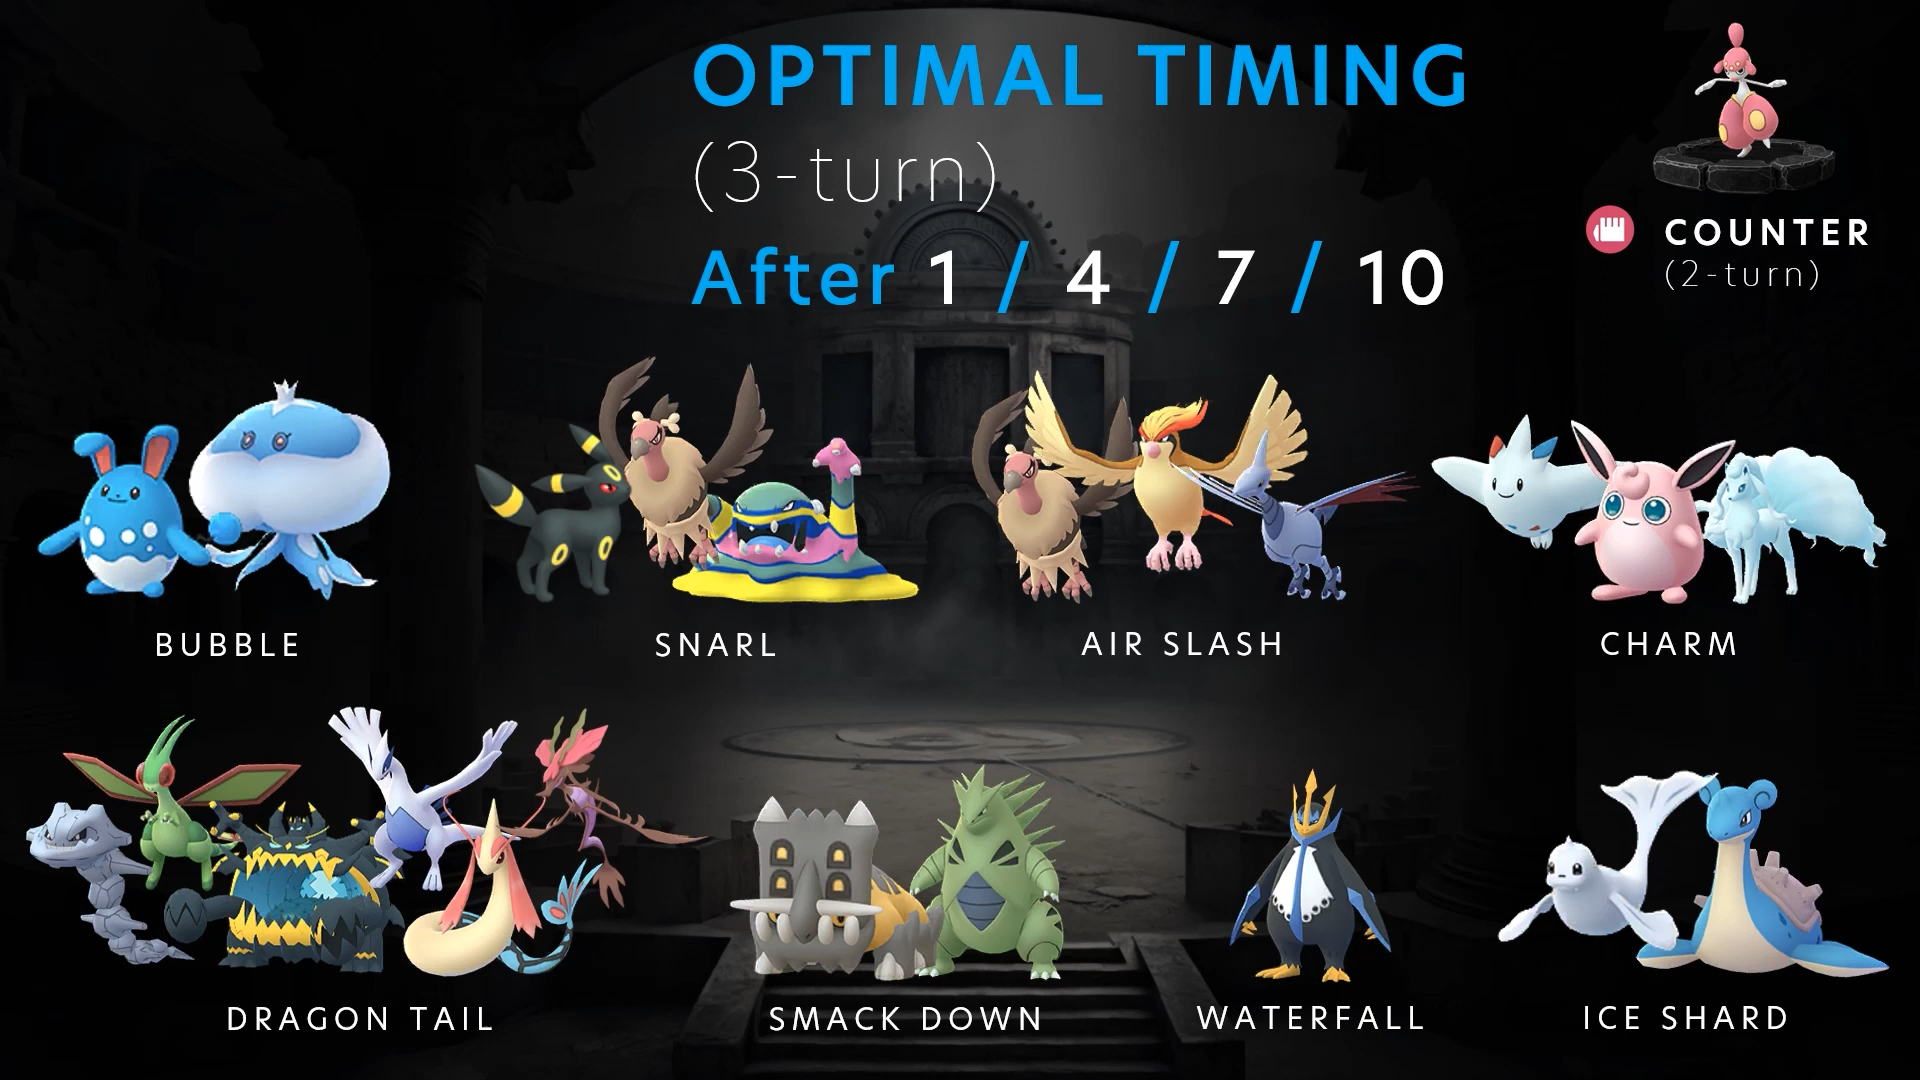 OPTIMAL TIMING
(3-turn)
After 1 / 4 / 7 / 10
COUNTER
(2-turn)
BUBBLE
SNARL
AIR SLASH
CHARM
DRAGON TAIL
SMACK DOWN
WATERFALL
ICE SHARD